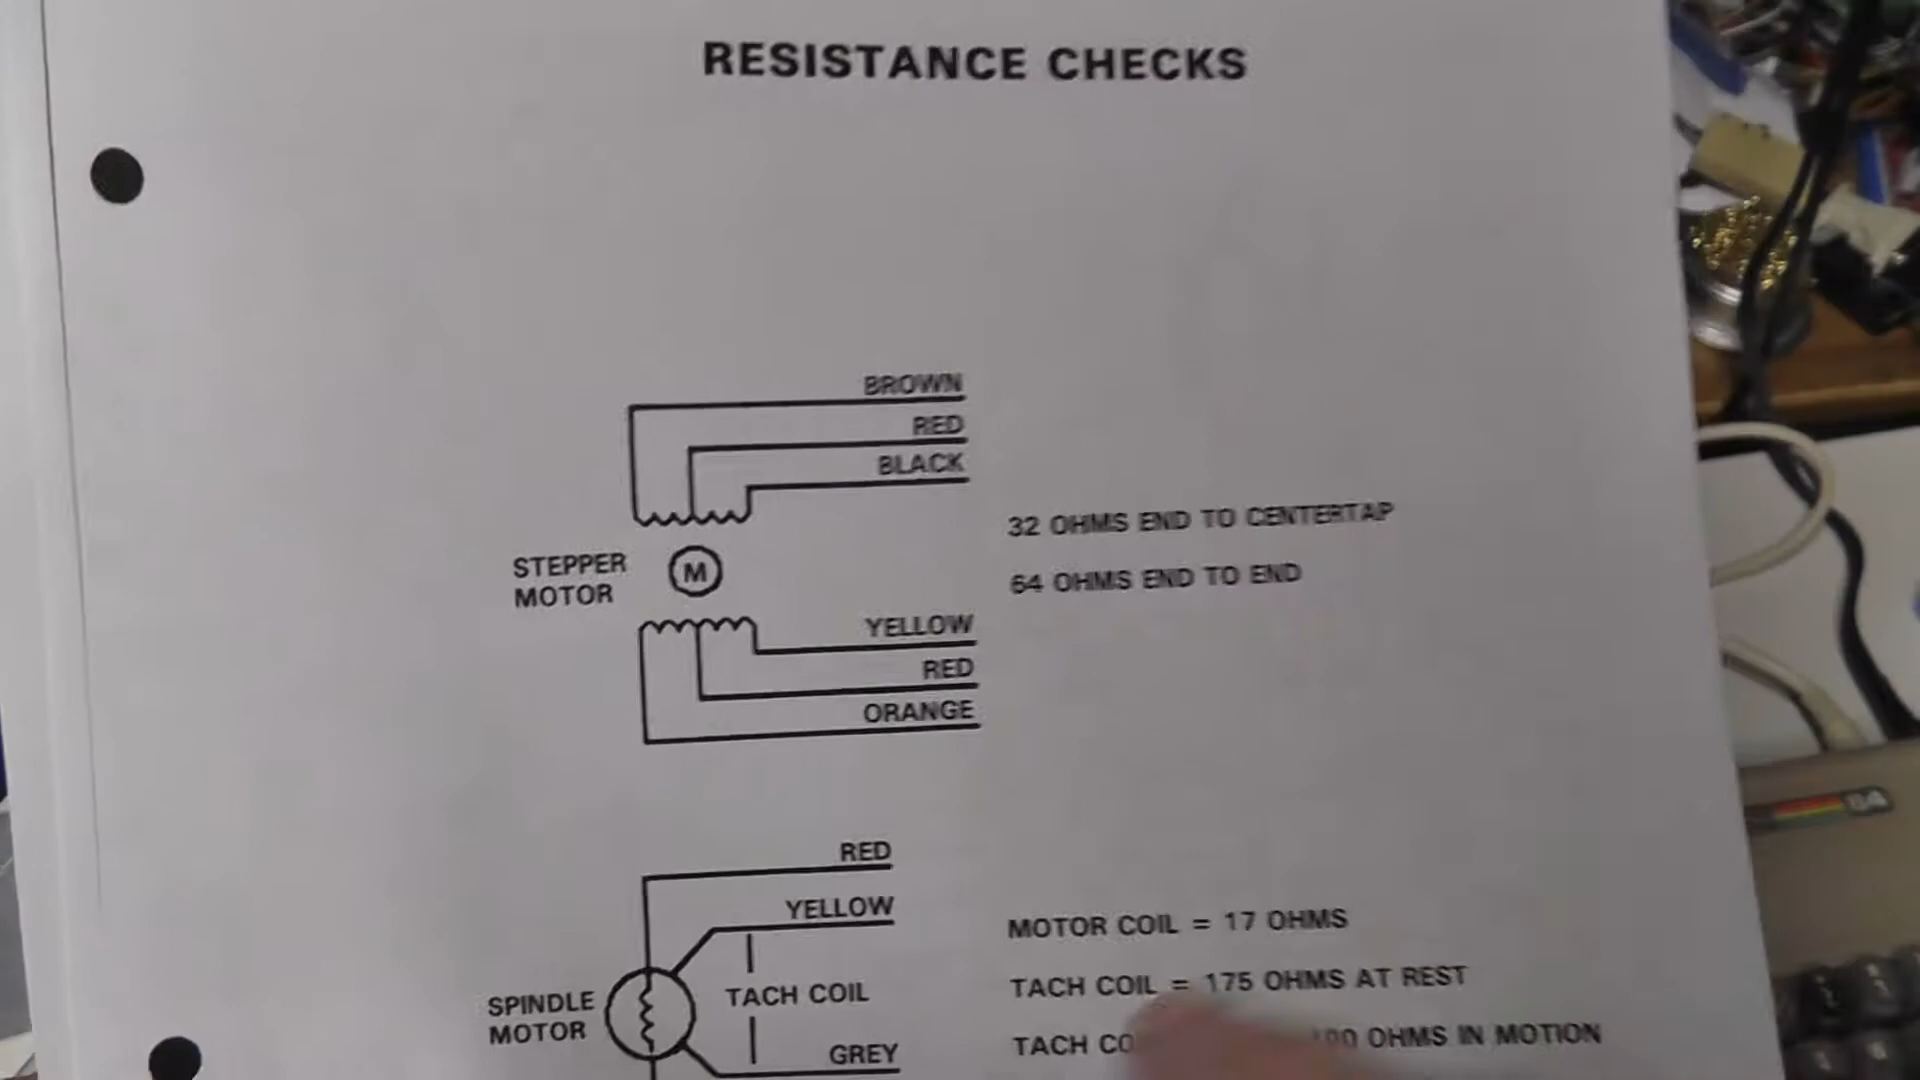 RESISTANCE CHECKS
BROWN
RED
BLACK
32 OHMS END TO CENTERTAP
64 OHMS END TO END
STEPPER
MOTOR
M
YELLOW
RED
ORANGE
RED
YELLOW
MOTOR COIL = 17 OHMS
TACH COIL = 175 OHMS AT REST
TACH COIL
SPINDLE
MOTOR
GREY
TACH OHMS IN MOTION